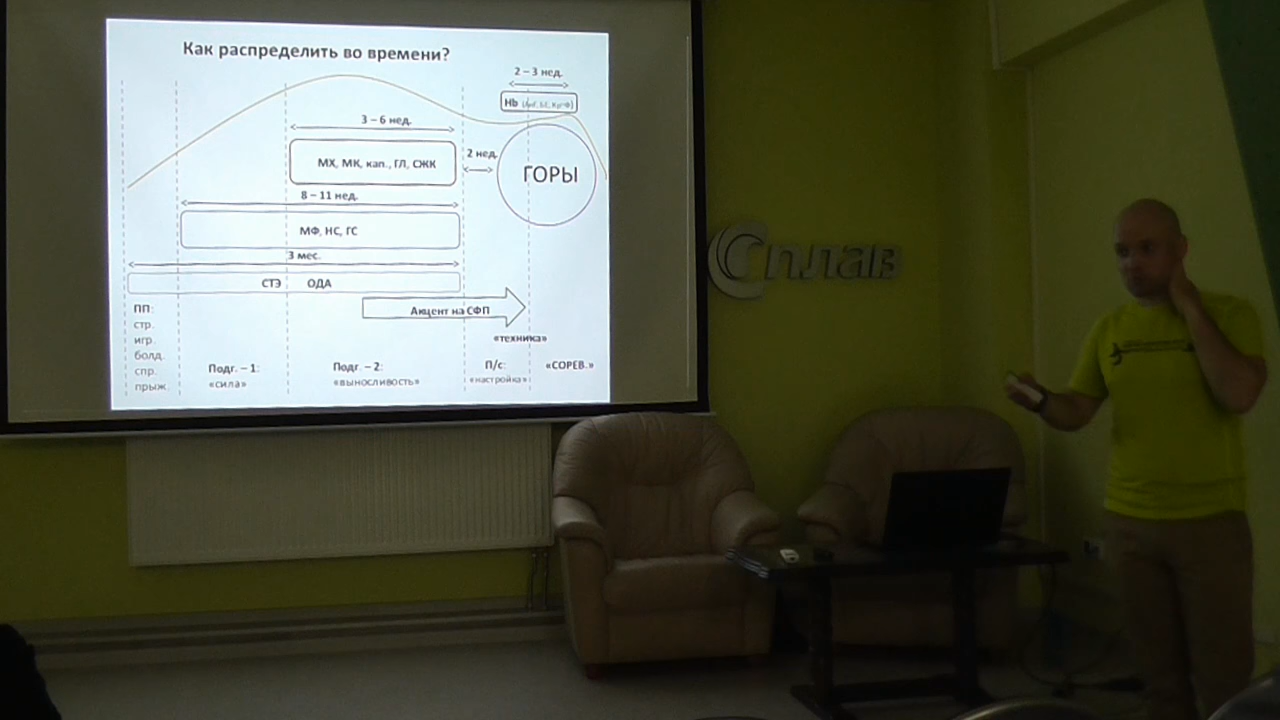 Как распределить во времени?
2 – 3 нед.
Hb
3 – 6 нед.
МХ, МК, кап., ГЛ, СЖК
2 нед.
ГОРЫ
8 – 11 нед.
МФ, НС, ГС
3 мес.
СТЭ ОДА
Акцент на СФП
«техника»
ПП:
стр.
игр.
болд.
спр.
прыж.
Подг. – 1:
«сила»
Подг. – 2:
«выносливость»
П/с:
«настройка»
«СОРЕВ.»
Сплав